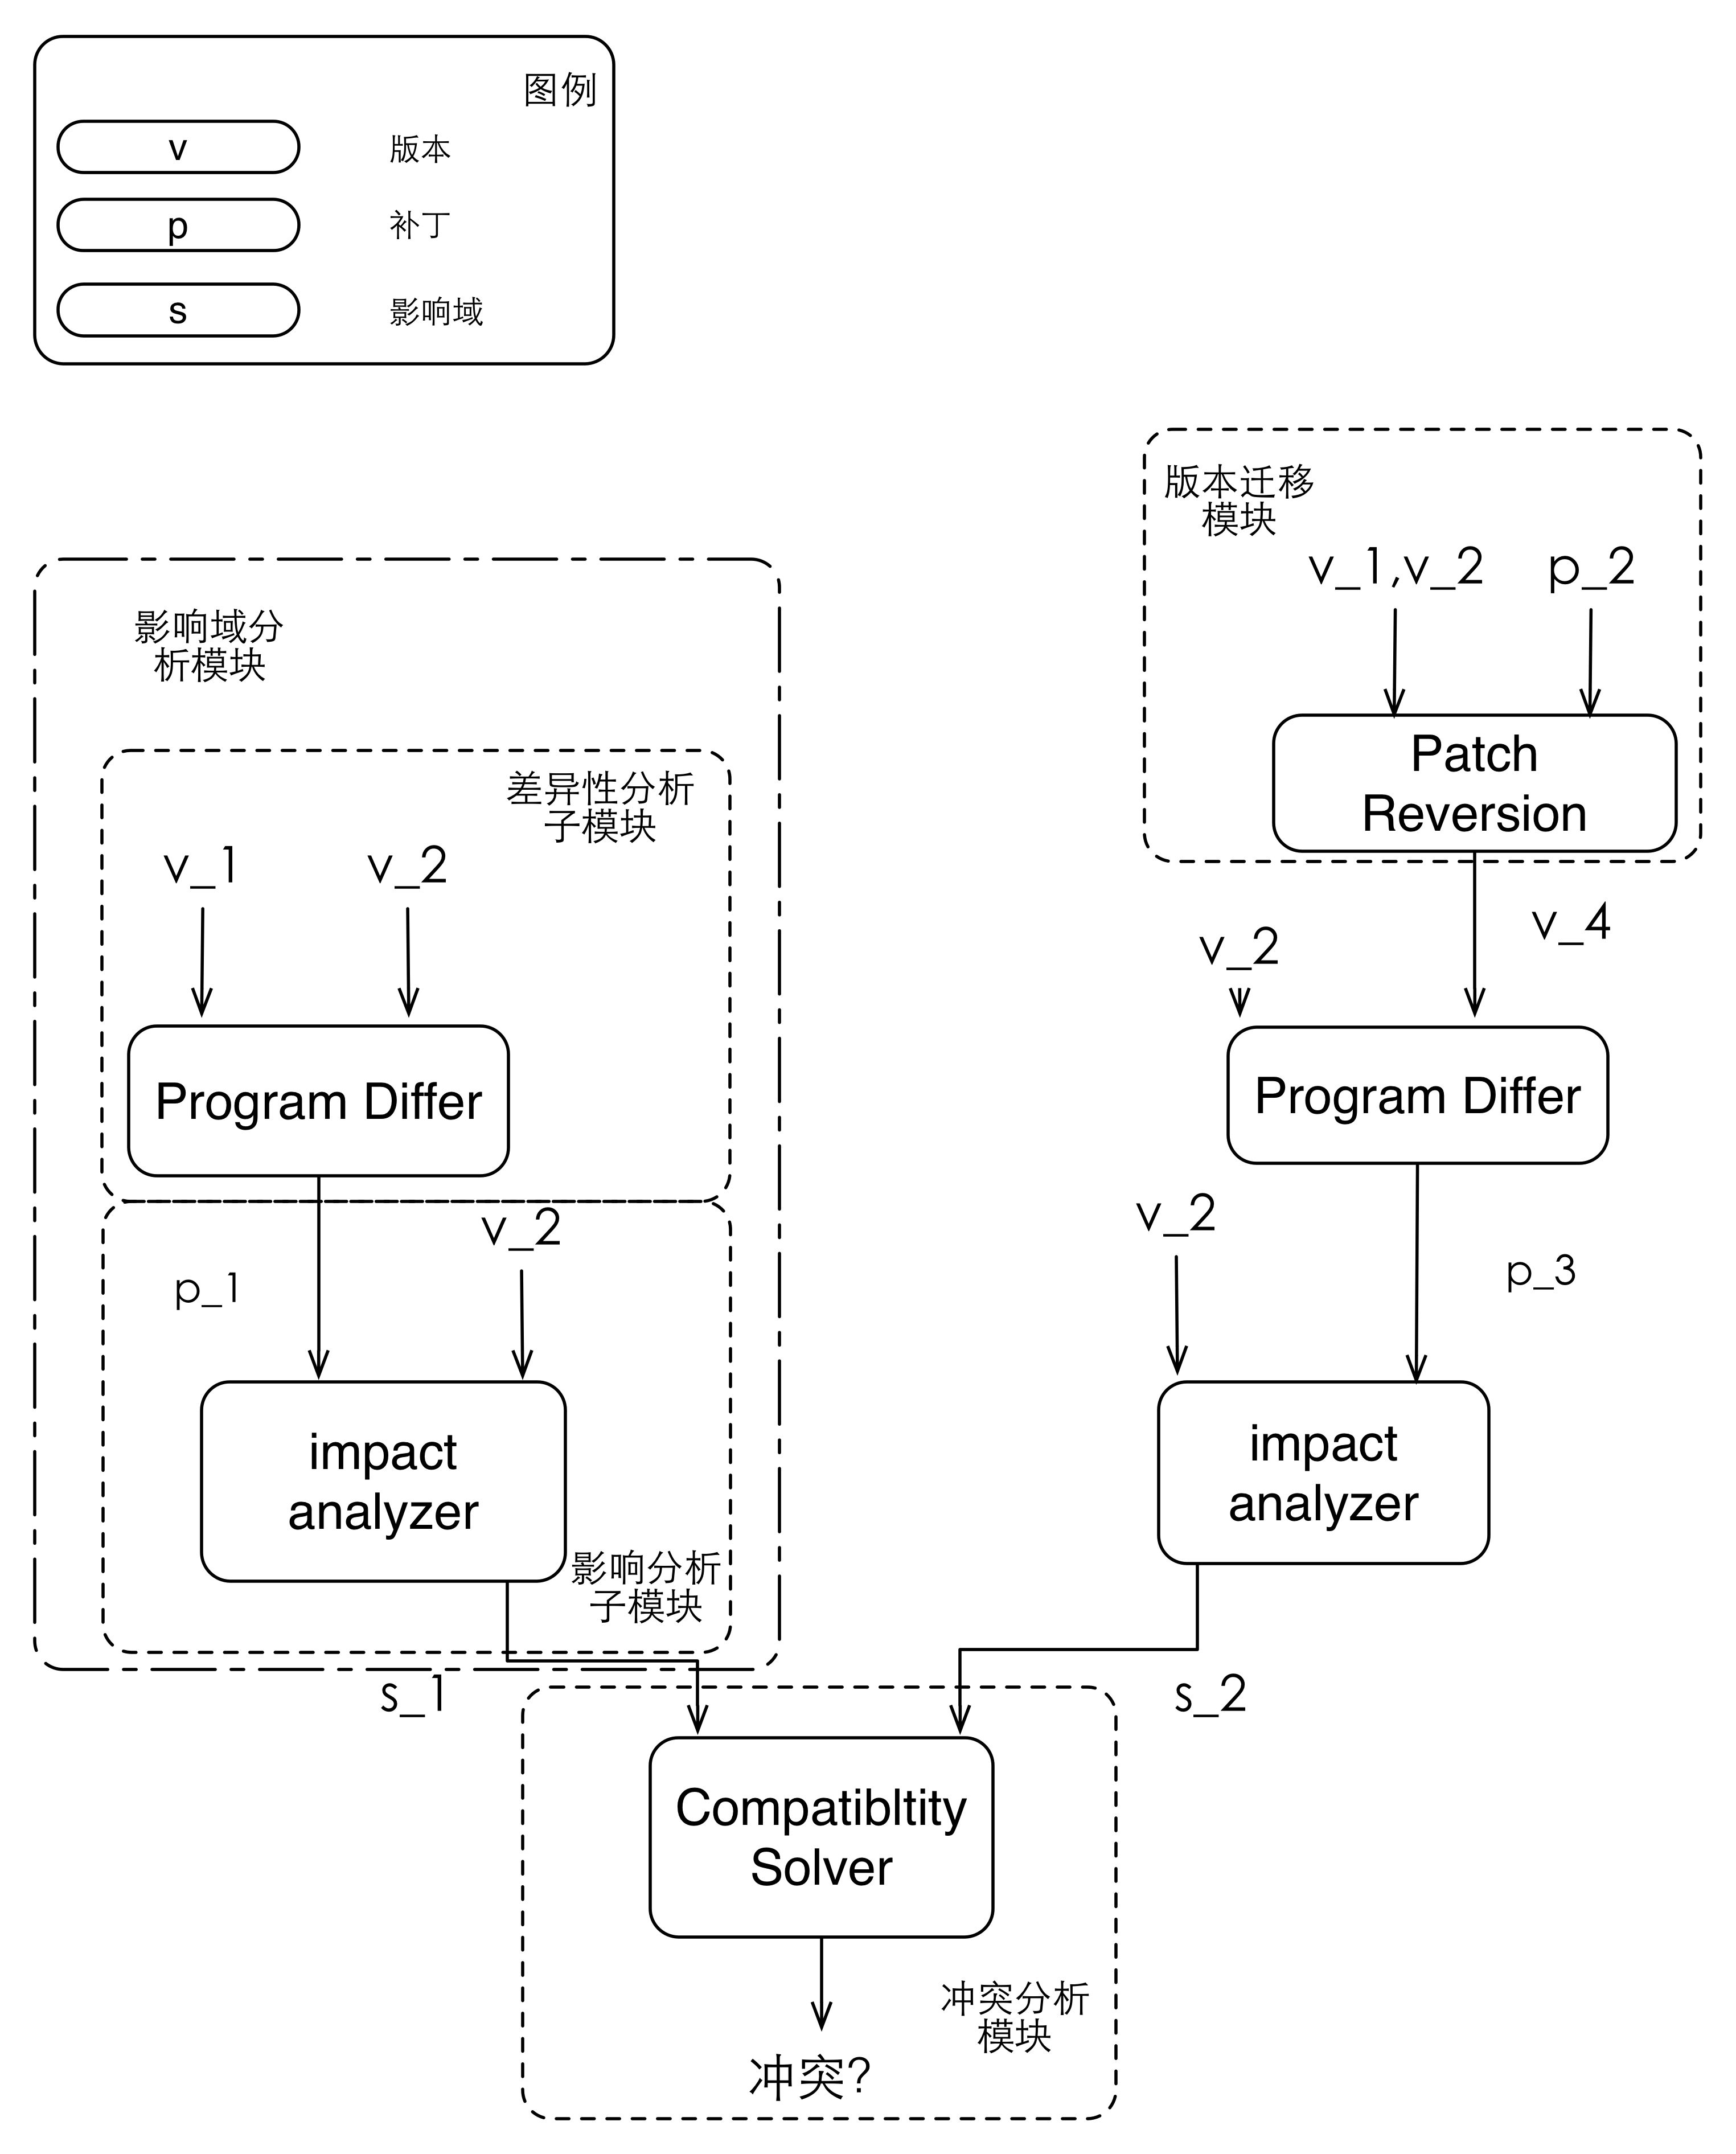 图例
v
版本
p
补丁
s
影响域
版本迁移
模块
v_1,v_2
p_2
Patch
Reversion
v_4
v_2
Program Differ
v_2
p_3
impact
analyzer
s_2
影响域分
析模块
差异性分析
子模块
v_1
v_2
Program Differ
p_1
v_2
impact
analyzer
影响分析
子模块
s_1
Compatibltity
Solver
冲突分析
模块
冲突?